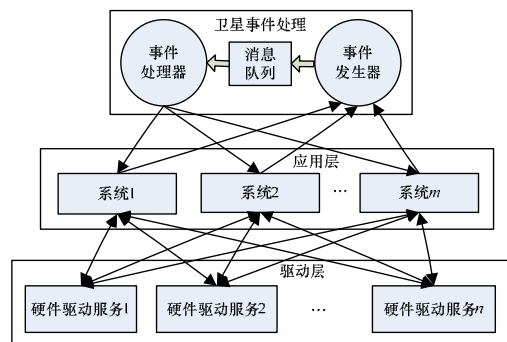 卫星事件处理
事件
处理器
消息
队列
事件
发生器
应用层
系统1
系统2
…
系统m
驱动层
硬件驱动服务1
硬件驱动服务2
…
硬件驱动服务n